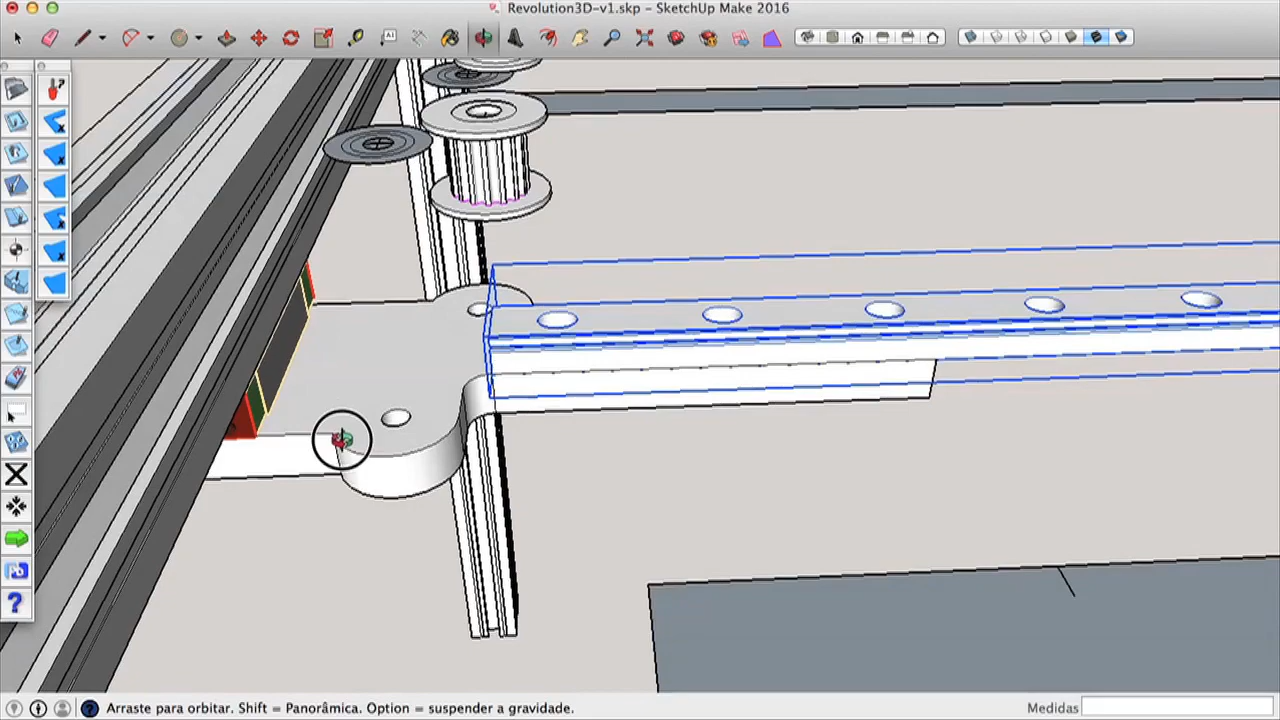 Revolution3D-v1.skp - SketchUp Make 2016
Arraste para orbitar. Shift = Panorâmica. Option = suspender a gravidade.
Medidas